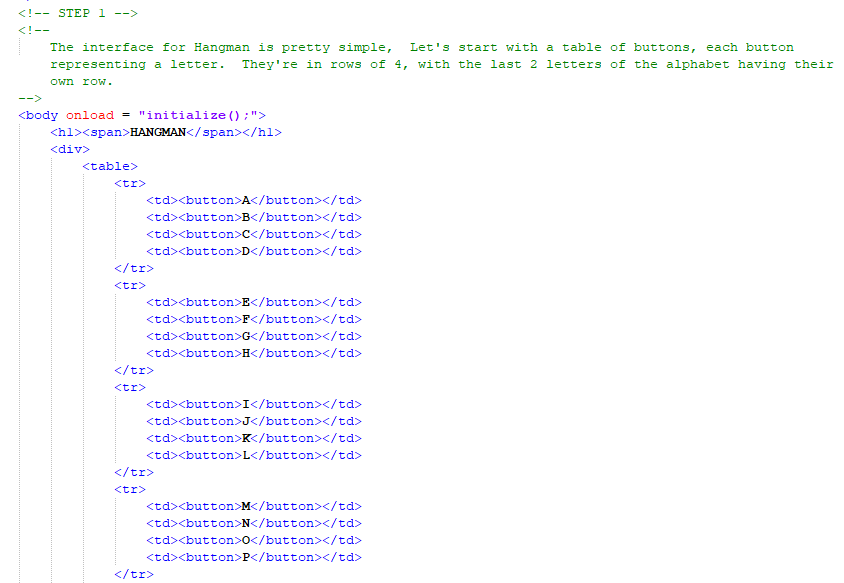 <!-- STEP 1 -->
<!--
The interface for Hangman is pretty simple,  Let's start with a table of buttons, each button
representing a letter.  They're in rows of 4, with the last 2 letters of the alphabet having their
own row.
-->
<body onload = "initialize();">
<h1><span>HANGMAN</span></h1>
<div>
<table>
<tr>
<td><button>A</button></td>
<td><button>B</button></td>
<td><button>C</button></td>
<td><button>D</button></td>
</tr>
<tr>
<td><button>E</button></td>
<td><button>F</button></td>
<td><button>G</button></td>
<td><button>H</button></td>
</tr>
<tr>
<td><button>I</button></td>
<td><button>J</button></td>
<td><button>K</button></td>
<td><button>L</button></td>
</tr>
<tr>
<td><button>M</button></td>
<td><button>N</button></td>
<td><button>O</button></td>
<td><button>P</button></td>
</tr>